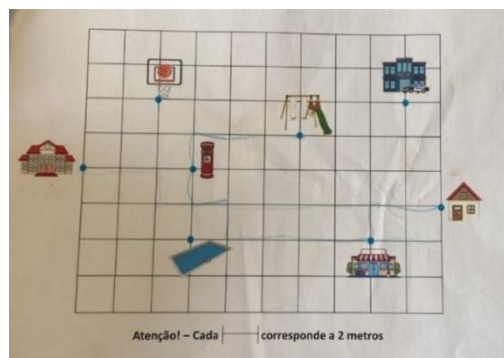 Atenção! – Cada |———| corresponde a 2 metros